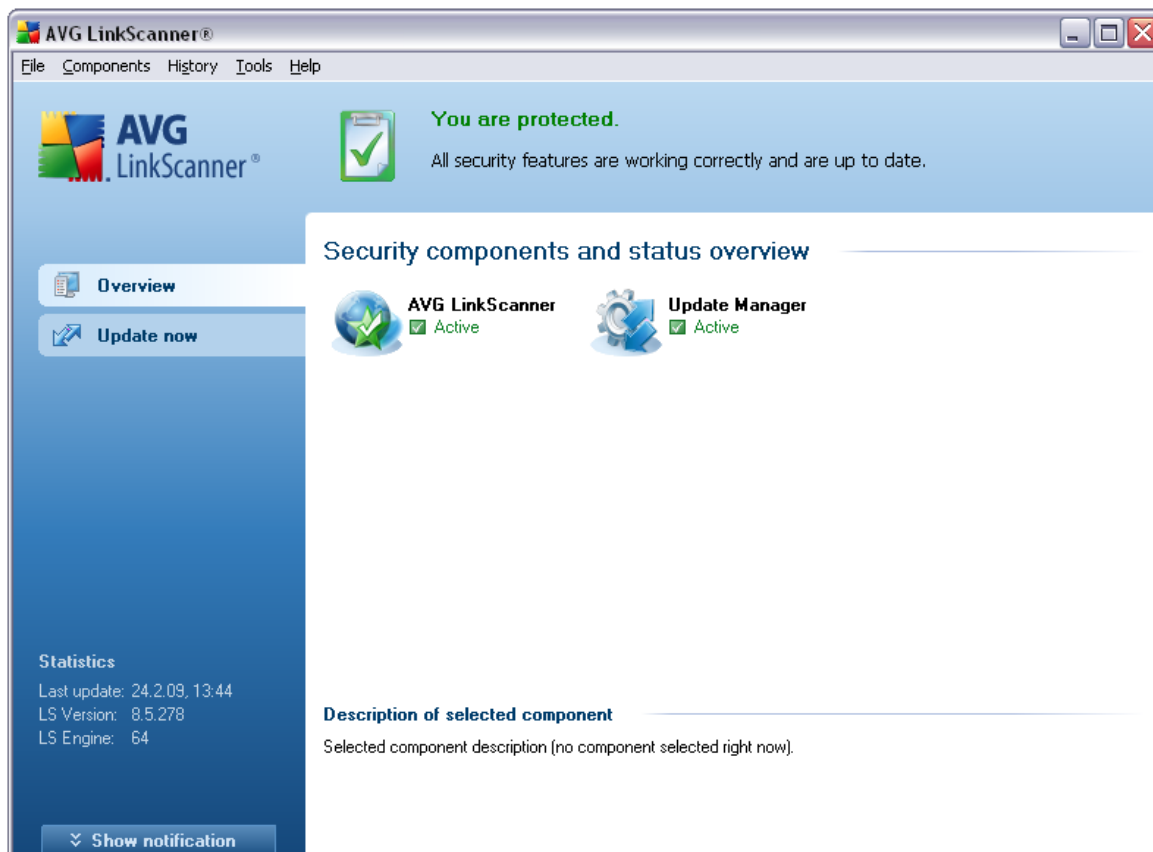 AVG LinkScanner®
File Components History Tools Help
AVG
LinkScanner®
You are protected.
All security features are working correctly and are up to date.
Overview
Update now
Security components and status overview
AVG LinkScanner
Active
Update Manager
Active
Statistics
Last update: 24.2.09, 13:44
LS Version: 8.5.278
LS Engine: 64
Show notification
Description of selected component
Selected component description (no component selected right now).